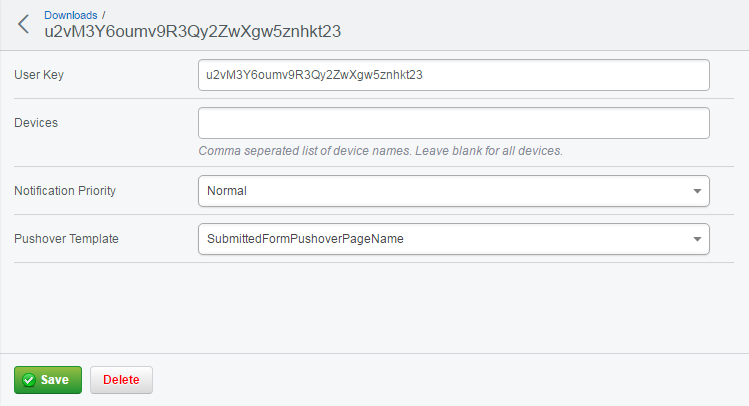 Downloads /
u2vM3Y6oumv9R3Qy2ZwXgw5znhkt23
User Key
u2vM3Y6oumv9R3Qy2ZwXgw5znhkt23
Devices
Comma seperated list of device names. Leave blank for all devices.
Notification Priority
Normal
Pushover Template
SubmittedFormPushoverPageName
Save
Delete